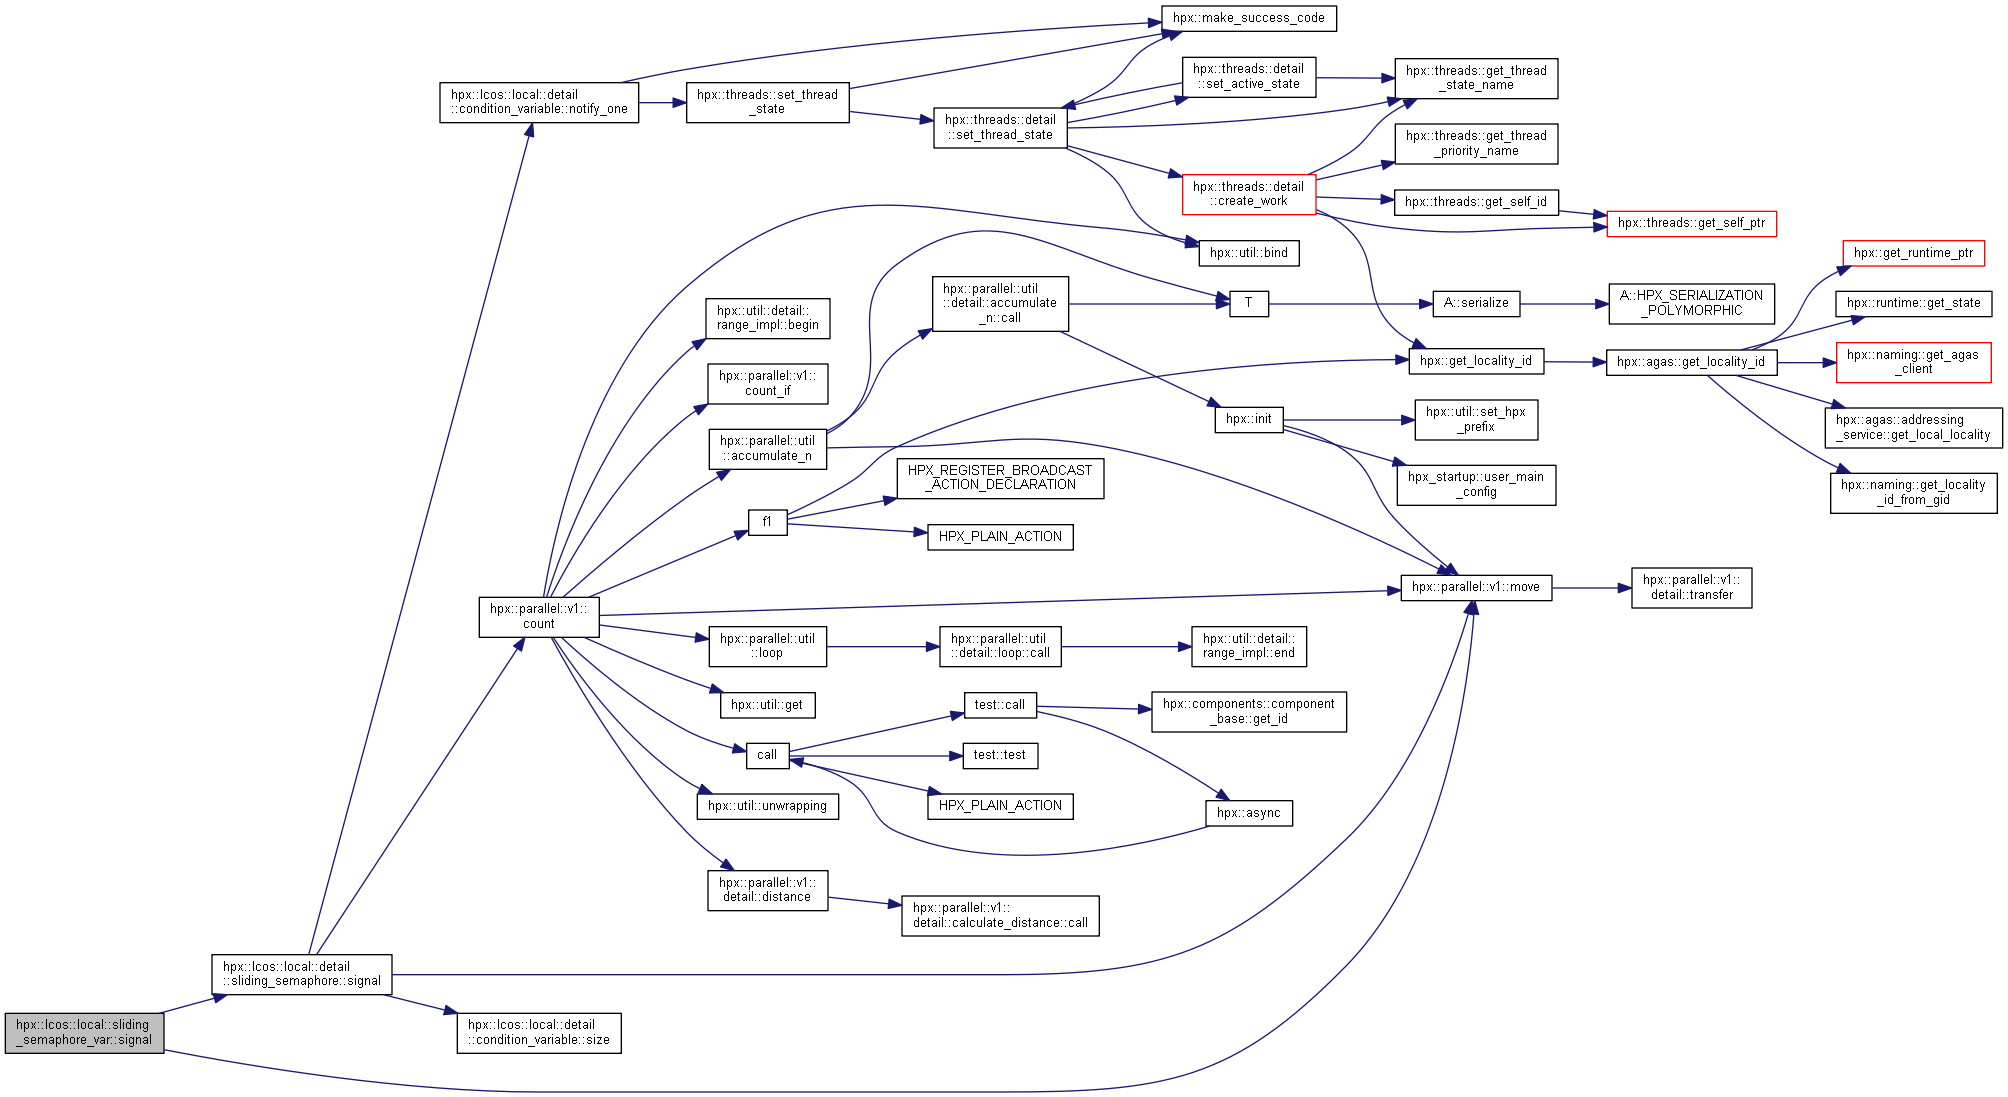 hpx::make_success_code
hpx::lcos::local::detail
::condition_variable::notify_one
hpx::threads::set_thread
_state
hpx::threads::detail
::set_thread_state
hpx::threads::detail
::set_active_state
hpx::threads::get_thread
_state_name
hpx::threads::get_thread
_priority_name
hpx::threads::detail
::create_work
hpx::threads::get_self_id
hpx::threads::get_self_ptr
hpx::util::bind
hpx::get_runtime_ptr
hpx::parallel::util
::detail::accumulate
_n::call
T
A::serialize
A::HPX_SERIALIZATION
_POLYMORPHIC
hpx::runtime::get_state
hpx::util::detail::
range_impl::begin
hpx::get_locality_id
hpx::agas::get_locality_id
hpx::naming::get_agas
_client
hpx::parallel::v1::
count_if
hpx::init
hpx::util::set_hpx
_prefix
hpx::agas::addressing
_service::get_local_locality
hpx::parallel::util
::accumulate_n
hpx_startup::user_main
_config
hpx::naming::get_locality
_id_from_gid
HPX_REGISTER_BROADCAST
_ACTION_DECLARATION
f1
HPX_PLAIN_ACTION
hpx::parallel::v1::move
hpx::parallel::v1::
detail::transfer
hpx::parallel::v1::
count
hpx::parallel::util
::loop
hpx::parallel::util
::detail::loop::call
hpx::util::detail::
range_impl::end
hpx::util::get
test::call
hpx::components::component
_base::get_id
call
test::test
hpx::util::unwrapping
HPX_PLAIN_ACTION
hpx::async
hpx::parallel::v1::
detail::distance
hpx::parallel::v1::
detail::calculate_distance::call
hpx::lcos::local::detail
::sliding_semaphore::signal
hpx::lcos::local::sliding
_semaphore_var::signal
hpx::lcos::local::detail
::condition_variable::size